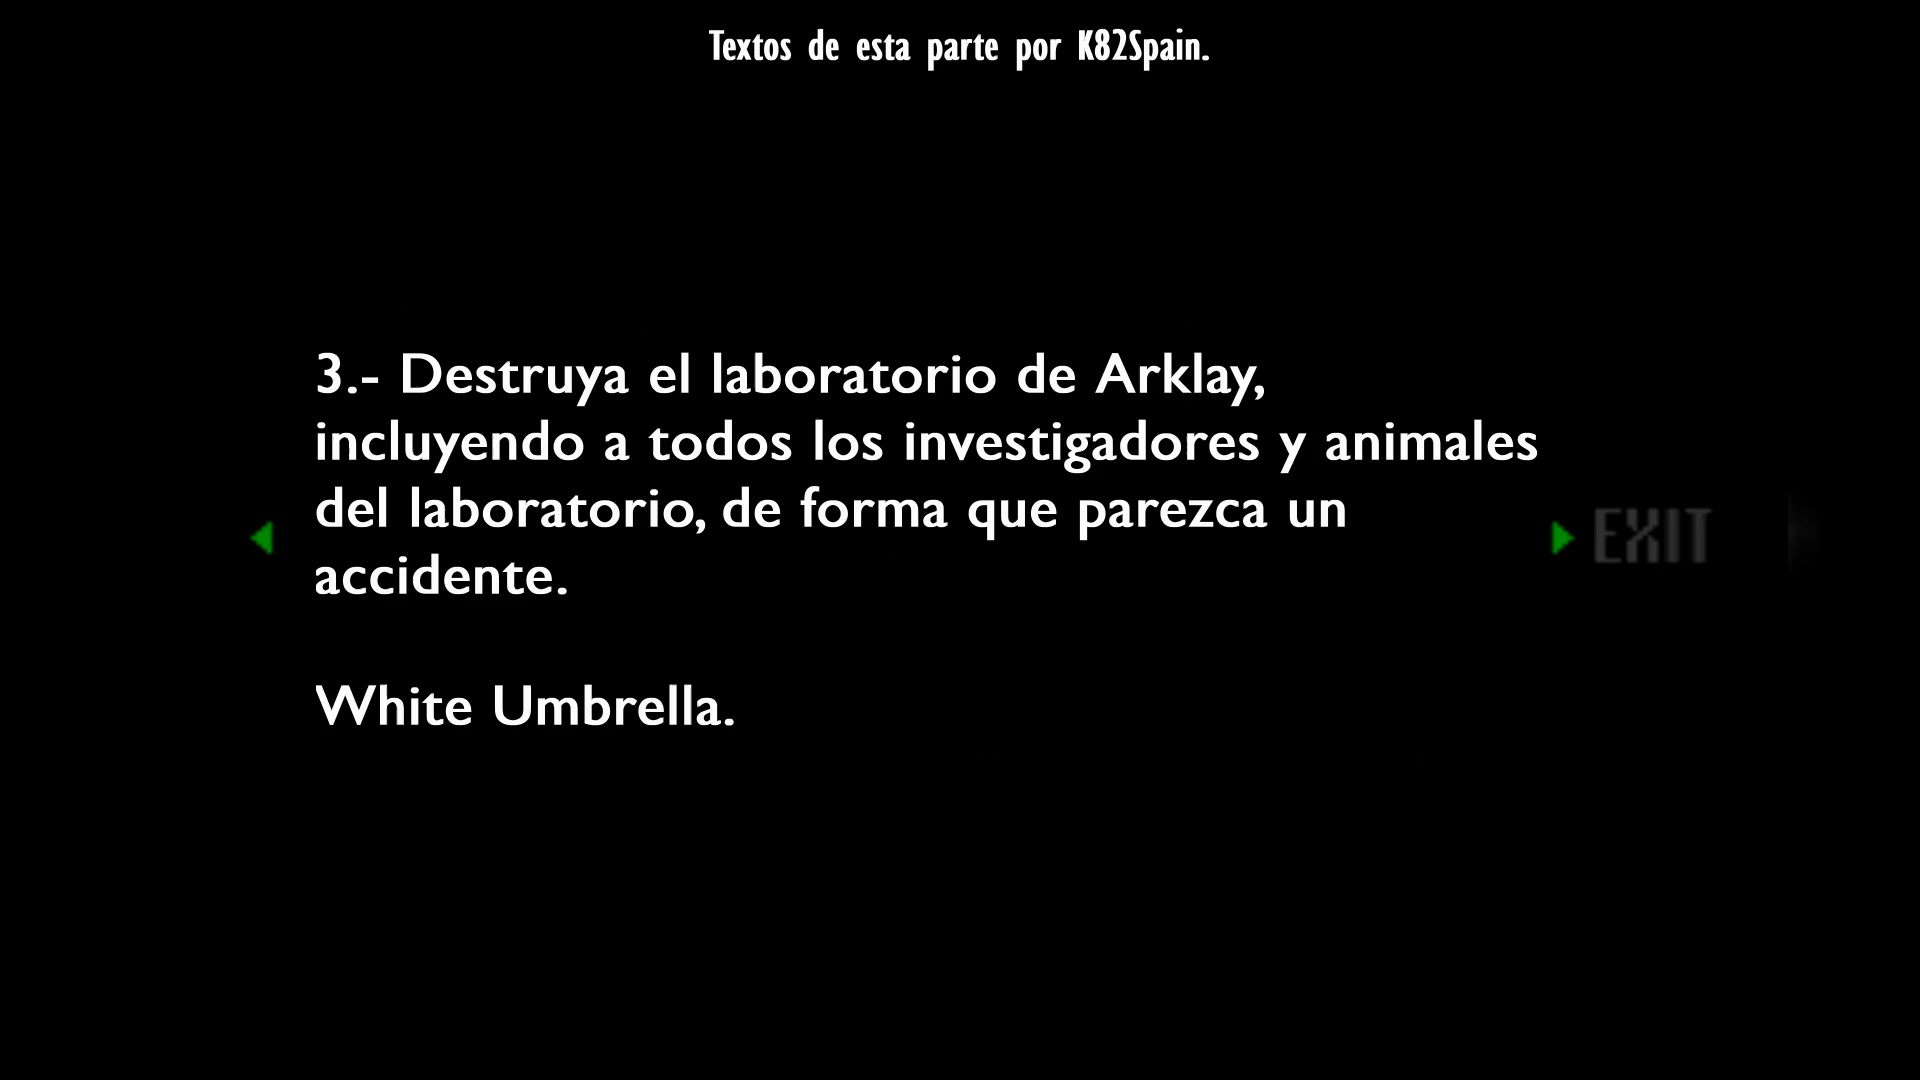 Textos de esta parte por K82Spain.
3.- Destruya el laboratorio de Arklay,
incluyendo a todos los investigadores y animales
del laboratorio, de forma que parezca un
accidente.
EXIT
White Umbrella.